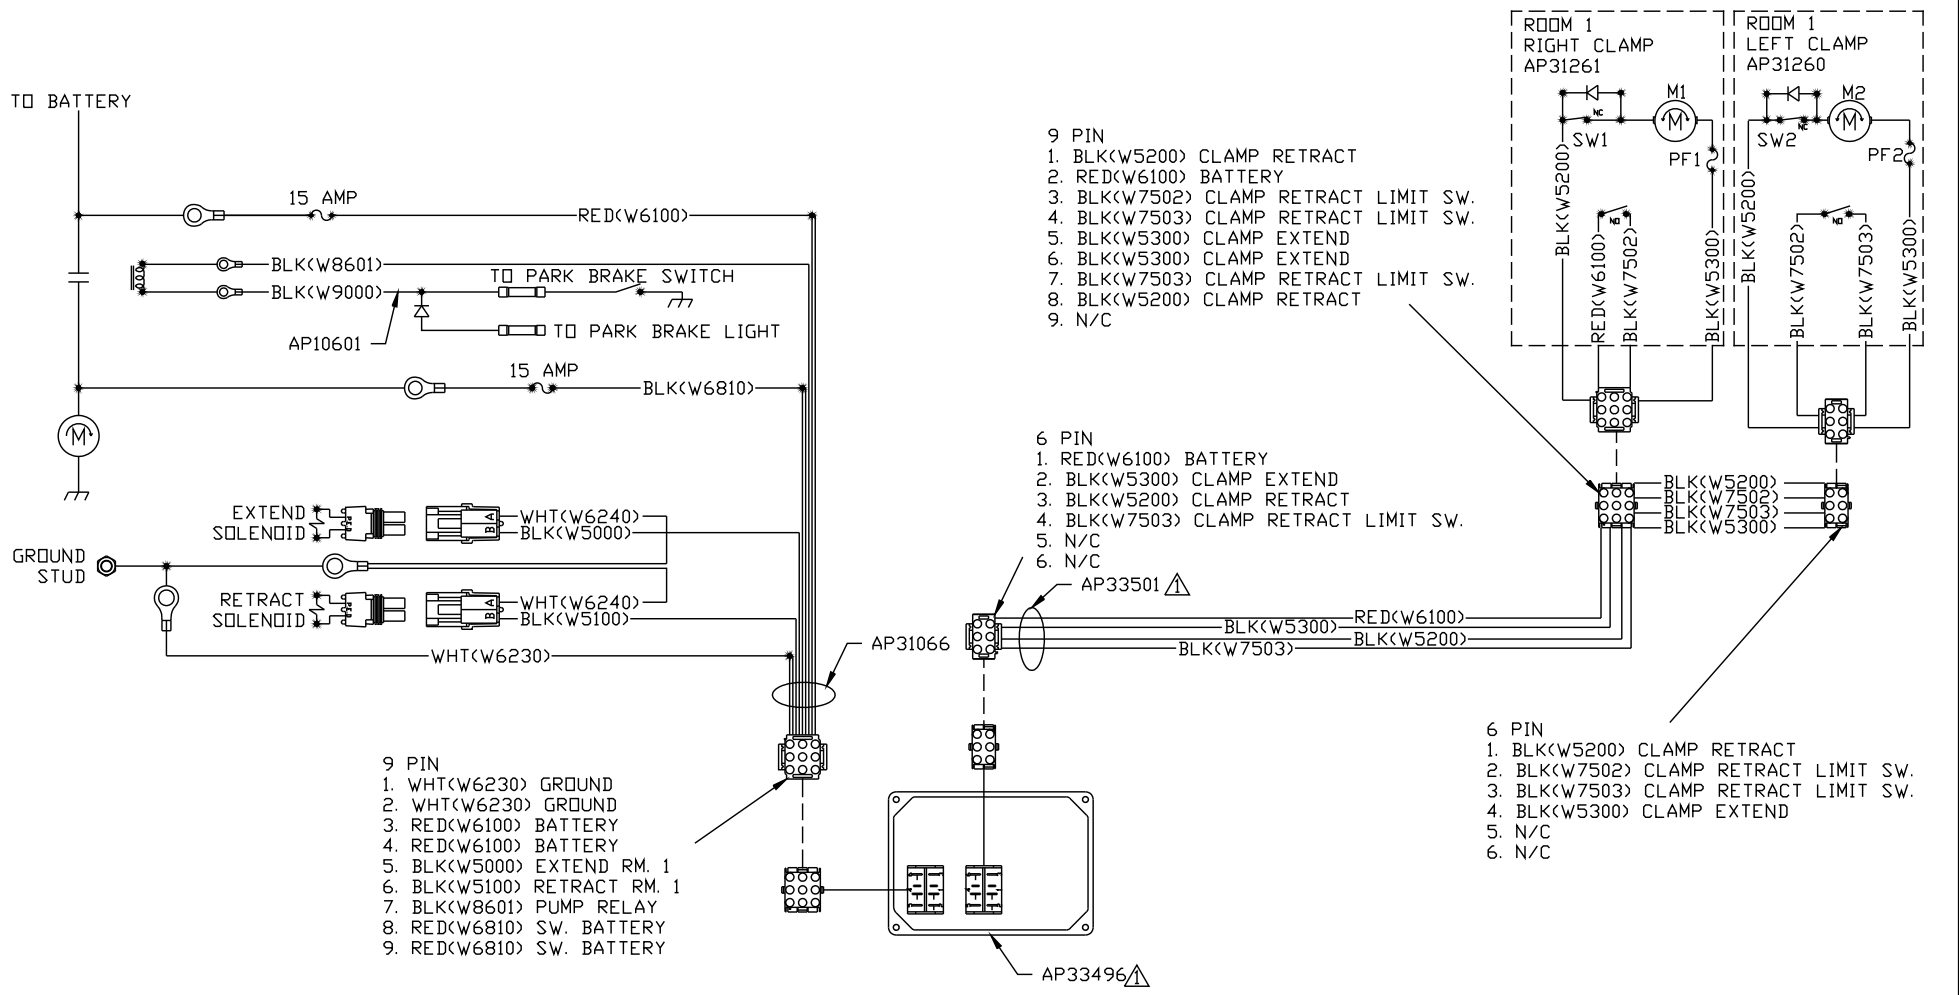 TO BATTERY
15 AMP
RED(W6100)
BLK(W8601)
BLK(W9000)
TO PARK BRAKE SWITCH
TO PARK BRAKE LIGHT
AP10601
15 AMP
BLK(W6810)
M
EXTEND
SOLENOID
A
B
WHT(W6240)
BLK(W5000)
GROUND
STUD
RETRACT
SOLENOID
A
B
WHT(W6240)
BLK(W5100)
WHT(W6230)
AP31066
9 PIN
1. WHT(W6230) GROUND
2. WHT(W6230) GROUND
3. RED(W6100) BATTERY
4. RED(W6100) BATTERY
5. BLK(W5000) EXTEND RM. 1
6. BLK(W5100) RETRACT RM. 1
7. BLK(W8601) PUMP RELAY
8. RED(W6810) SW. BATTERY
9. RED(W6810) SW. BATTERY
AP33496 1
9 PIN
1. BLK(W5200) CLAMP RETRACT
2. RED(W6100) BATTERY
3. BLK(W7502) CLAMP RETRACT LIMIT SW.
4. BLK(W7503) CLAMP RETRACT LIMIT SW.
5. BLK(W5300) CLAMP EXTEND
6. BLK(W5300) CLAMP EXTEND
7. BLK(W7503) CLAMP RETRACT LIMIT SW.
8. BLK(W5200) CLAMP RETRACT
9. N/C
6 PIN
1. RED(W6100) BATTERY
2. BLK(W5300) CLAMP EXTEND
3. BLK(W5200) CLAMP RETRACT
4. BLK(W7503) CLAMP RETRACT LIMIT SW.
5. N/C
6. N/C
AP33501 1
RED(W6100)
BLK(W5300)
BLK(W5200)
BLK(W7503)
ROOM 1
RIGHT CLAMP
AP31261
M1
M
NC
SW1
PF1
BLK(W5200)
NO
RED(W6100)
BLK(W7502)
BLK(W5300)
ROOM 1
LEFT CLAMP
AP31260
M2
M
NC
SW2
PF2
BLK(W5200)
NO
BLK(W7502)
BLK(W7503)
BLK(W5300)
BLK(W5200)
BLK(W7502)
BLK(W7503)
BLK(W5300)
6 PIN
1. BLK(W5200) CLAMP RETRACT
2. BLK(W7502) CLAMP RETRACT LIMIT SW.
3. BLK(W7503) CLAMP RETRACT LIMIT SW.
4. BLK(W5300) CLAMP EXTEND
5. N/C
6. N/C